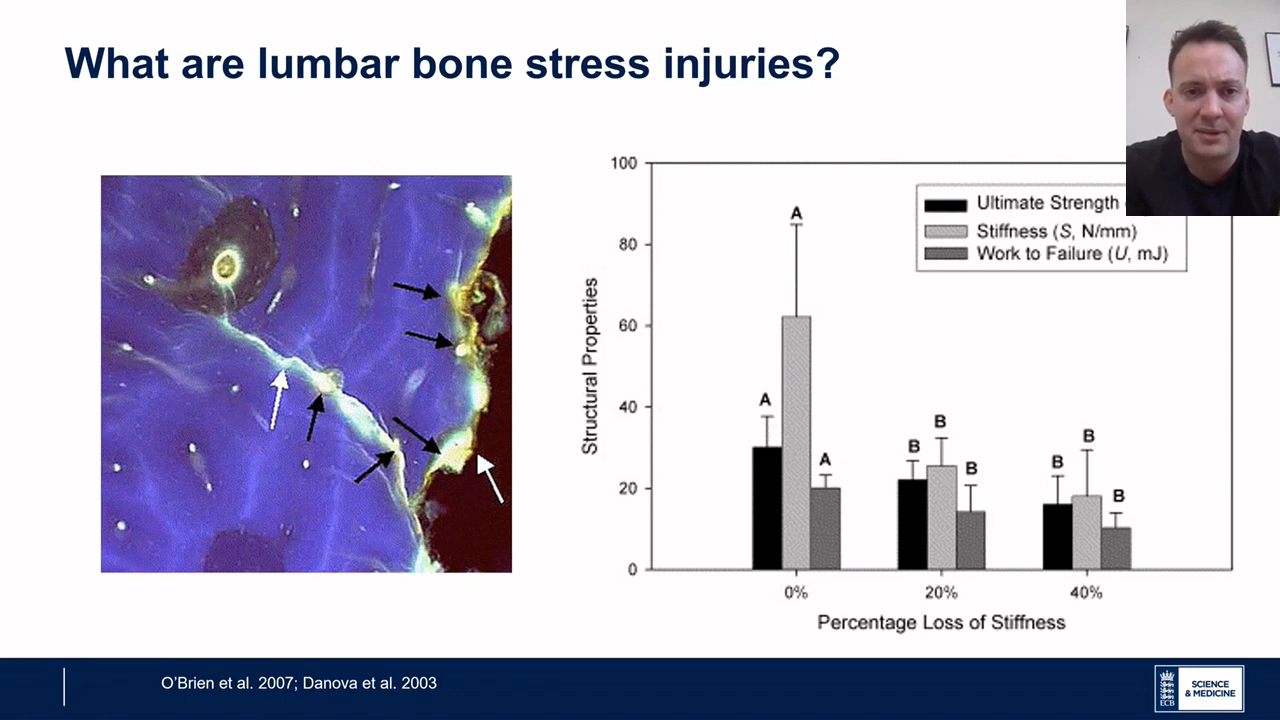 What are lumbar bone stress injuries?
100
80
60
40
20
0
Structural Properties
Ultimate Strength
Stiffness (S, N/mm)
Work to Failure (U, mJ)
A
A
A
B
B
B
B
B
B
0%
20%
40%
Percentage Loss of Stiffness
O'Brien et al. 2007; Danova et al. 2003
ECB
SCIENCE
& MEDICINE